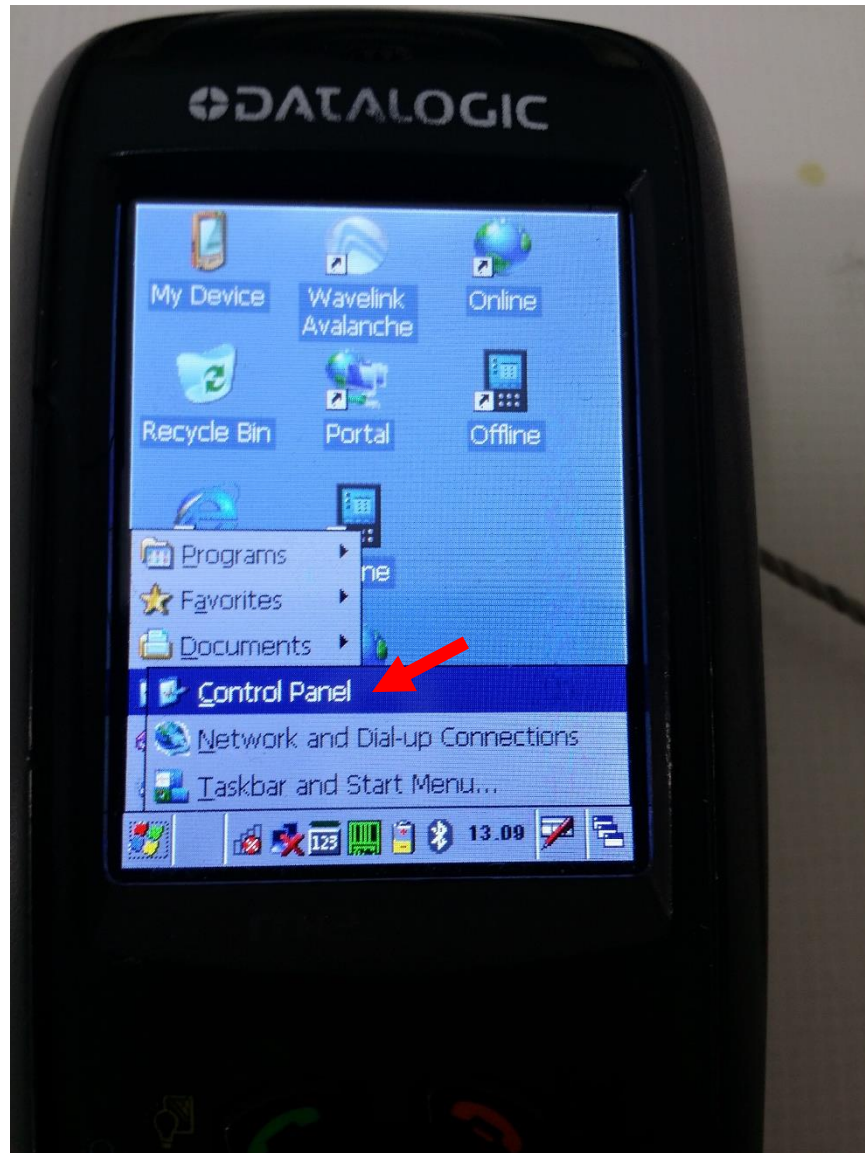 DATALOGIC
My Device
Wavelink
Avalanche
Online
Recycle Bin
Portal
Offline
Programs
ne
Favorites
Documents
Control Panel
Network and Dial-up Connections
Taskbar and Start Menu...
123
13.09